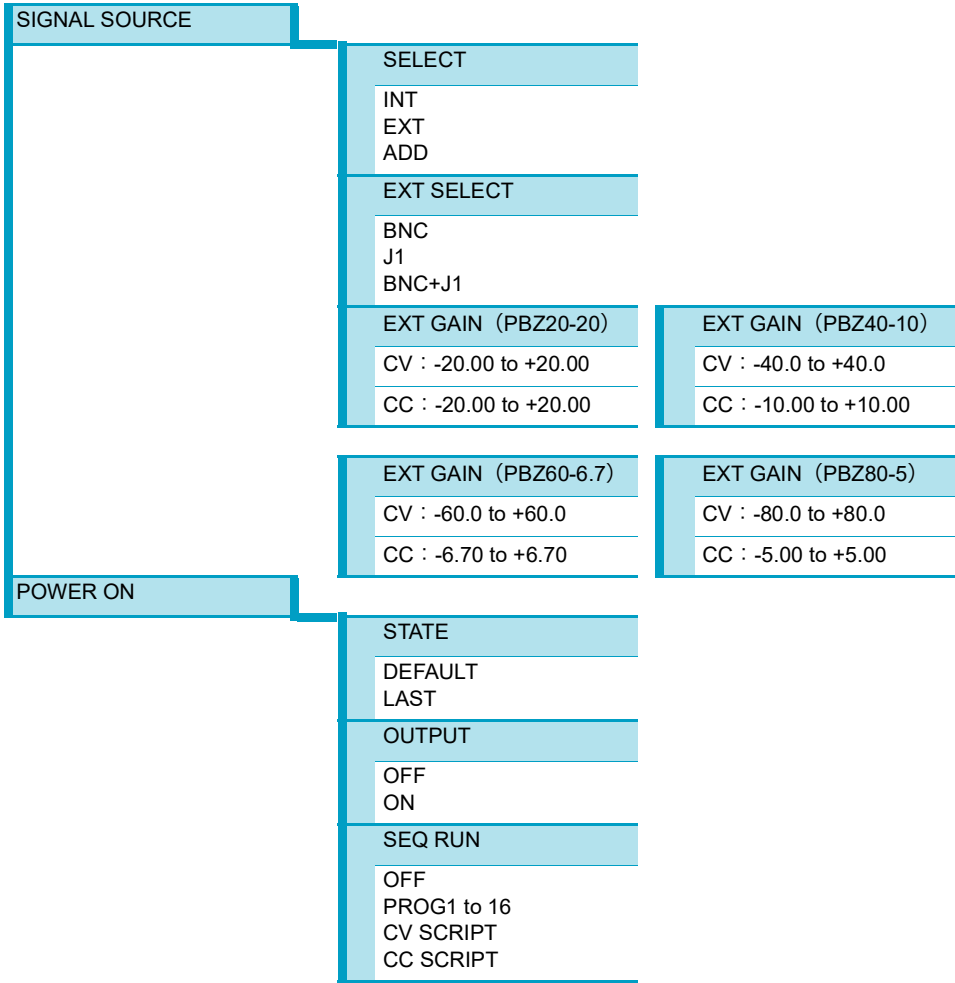 SIGNAL SOURCE
SELECT
INT
EXT
ADD
EXT SELECT
BNC
J1
BNC+J1
EXT GAIN（PBZ20-20）
CV：-20.00 to +20.00
CC：-20.00 to +20.00
EXT GAIN（PBZ40-10）
CV：-40.0 to +40.0
CC：-10.00 to +10.00
EXT GAIN（PBZ60-6.7）
CV：-60.0 to +60.0
CC：-6.70 to +6.70
EXT GAIN（PBZ80-5）
CV：-80.0 to +80.0
CC：-5.00 to +5.00
POWER ON
STATE
DEFAULT
LAST
OUTPUT
OFF
ON
SEQ RUN
OFF
PROG1 to 16
CV SCRIPT
CC SCRIPT